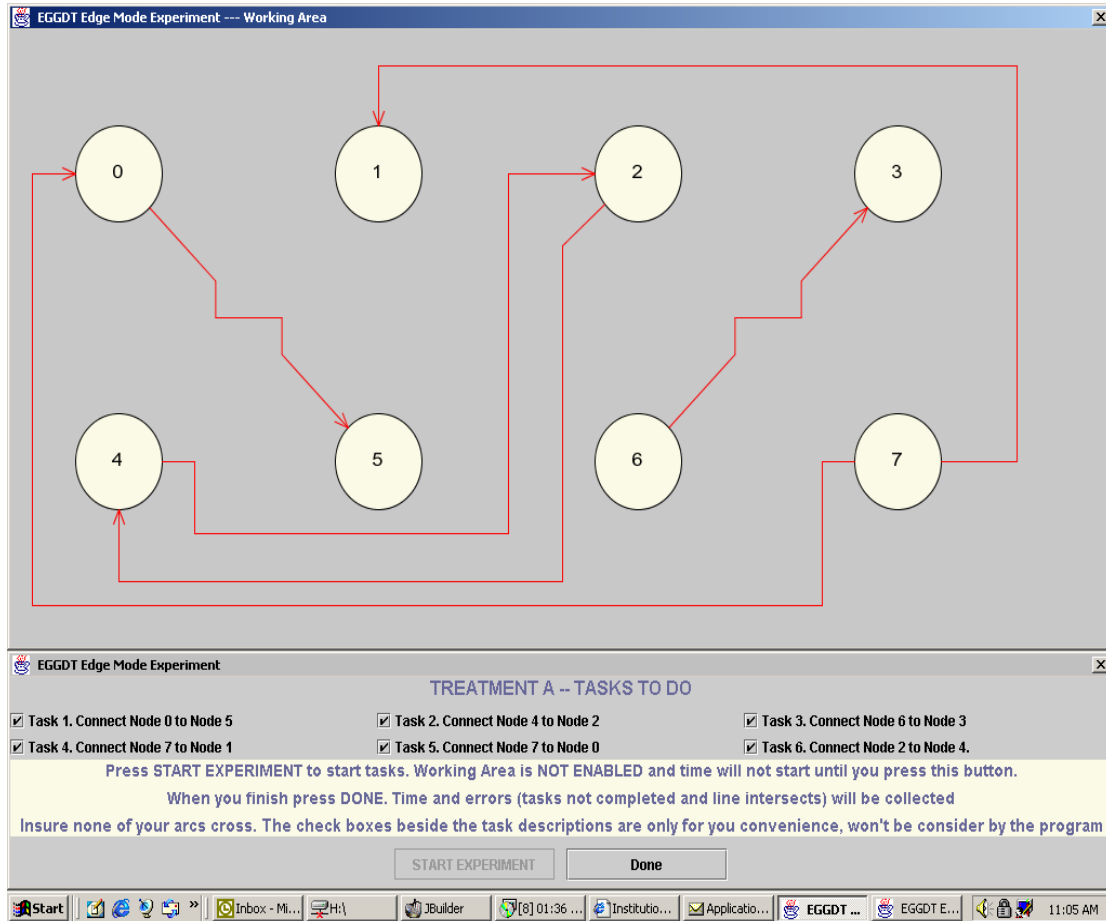 EGGDT Edge Mode Experiment --- Working Area
0 1 2 3
4 5 6 7
EGGDT Edge Mode Experiment
TREATMENT A -- TASKS TO DO
Task 1. Connect Node 0 to Node 5 Task 2. Connect Node 4 to Node 2 Task 3. Connect Node 6 to Node 3
Task 4. Connect Node 7 to Node 1 Task 5. Connect Node 7 to Node 0 Task 6. Connect Node 2 to Node 4.
Press START EXPERIMENT to start tasks. Working Area is NOT ENABLED and time will not start until you press this button.
When you finish press DONE. Time and errors (tasks not completed and line intersects) will be collected
Insure none of your arcs cross. The check boxes beside the task descriptions are only for you convenience, won't be consider by the program
START EXPERIMENT Done
Start » Inbox - Mi... H:\ JBuilder [8] 01:36 ... Institutio... Applicatio... EGGDT ... EGGDT E... 11:05 AM